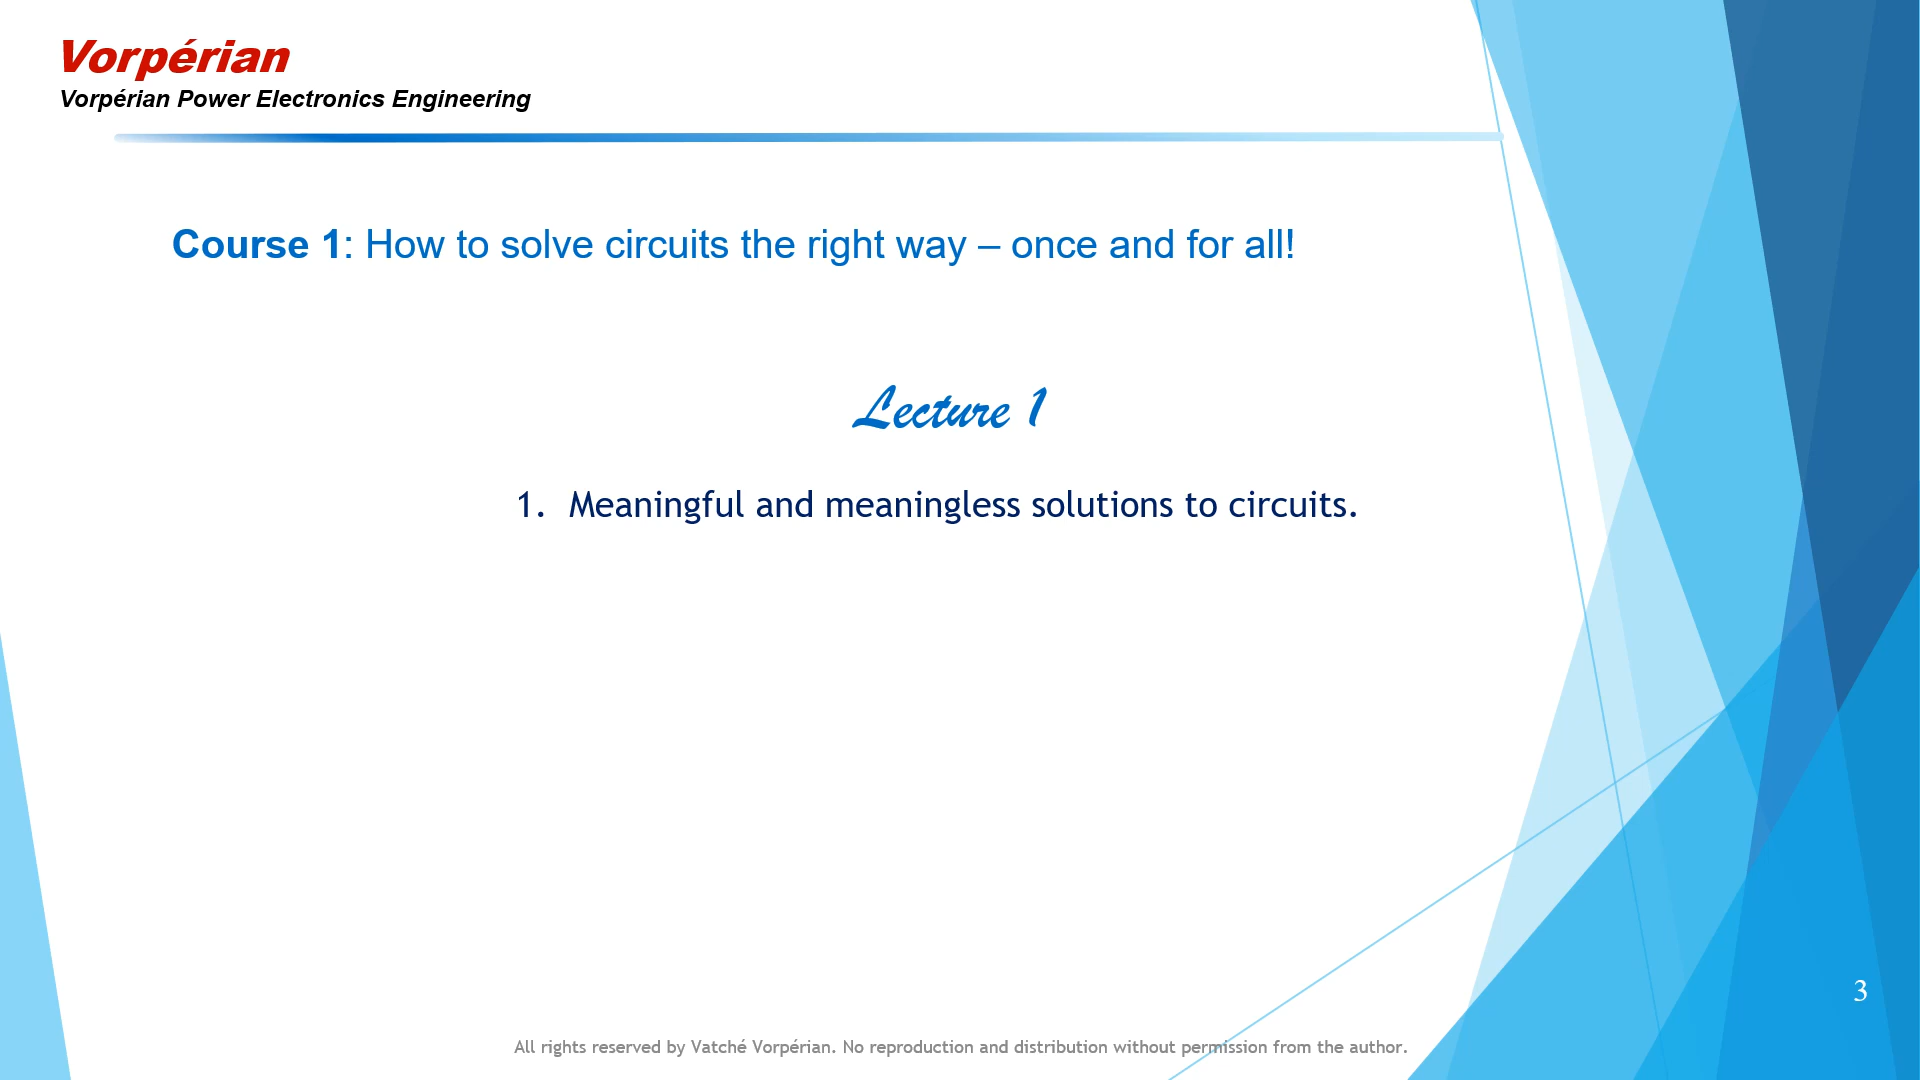 Vorpérian
Vorpérian Power Electronics Engineering
Course 1: How to solve circuits the right way – once and for all!
Lecture 1
1. Meaningful and meaningless solutions to circuits.
3
All rights reserved by Vatché Vorpérian. No reproduction and distribution without permission from the author.